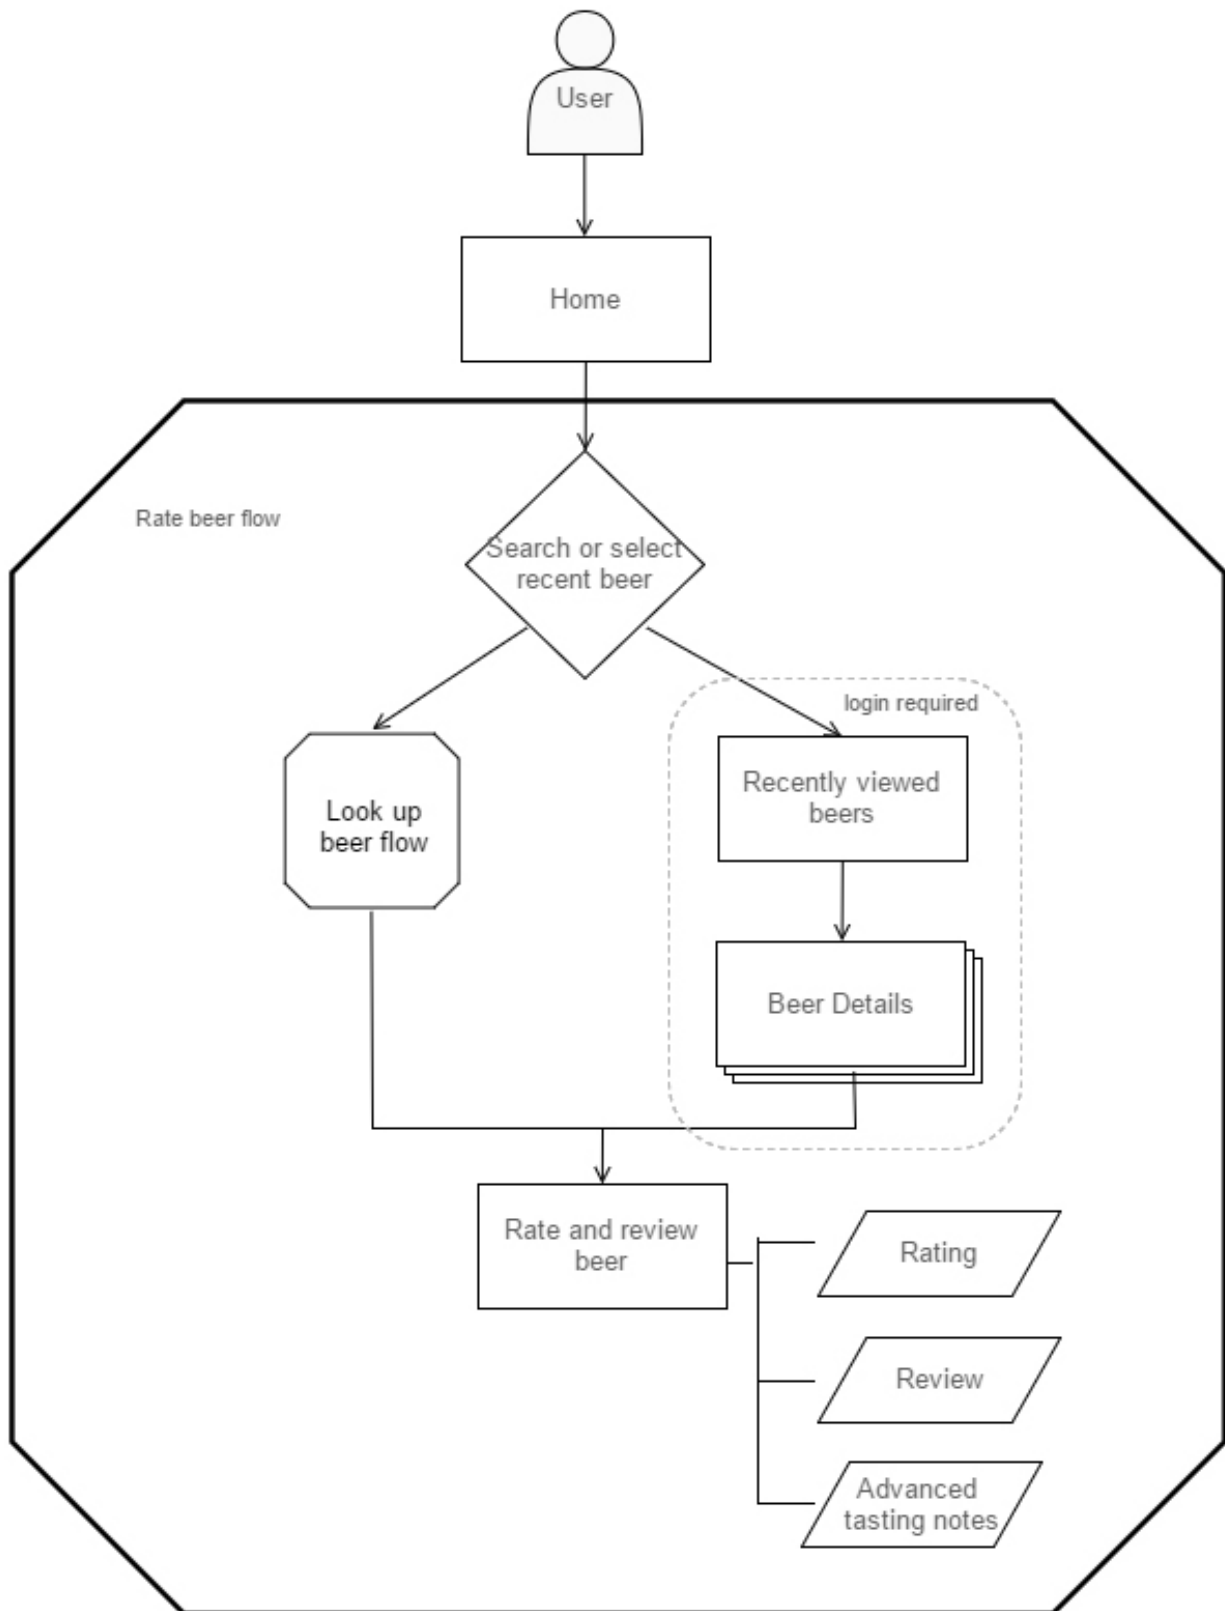 User
Home
Rate beer flow
Search or select
recent beer
login required
Look up
beer flow
Recently viewed
beers
Beer Details
Rate and review
beer
Rating
Review
Advanced
tasting notes